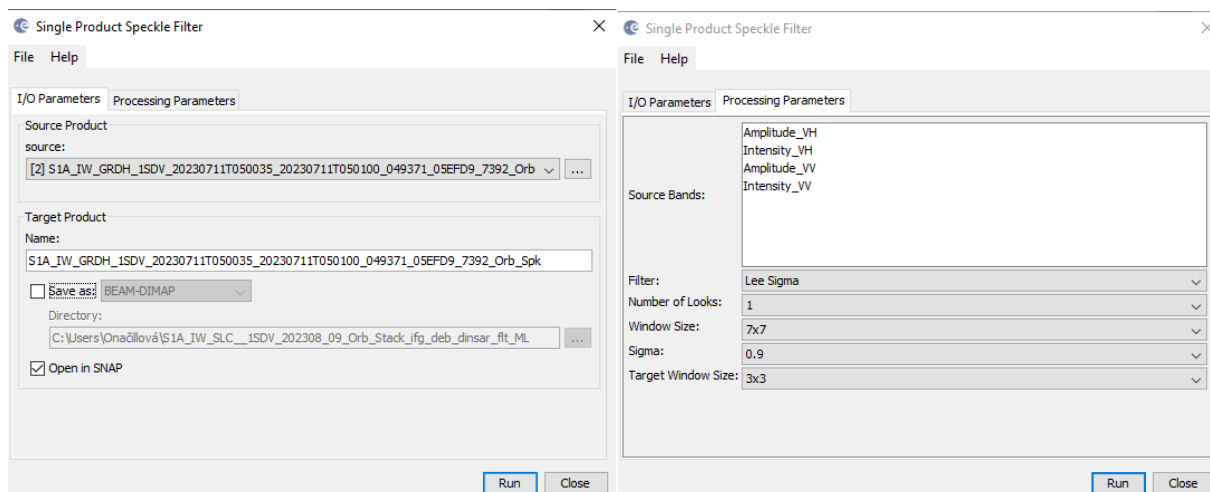 Single Product Speckle Filter
File Help
I/O Parameters Processing Parameters
Source Product
source:
[2] S1A_IW_GRDH_1SDV_20230711T050035_20230711T050100_049371_05EFD9_7392_Orb ...
Target Product
Name:
S1A_IW_GRDH_1SDV_20230711T050035_20230711T050100_049371_05EFD9_7392_Orb_Spk
Save as: BEAM-DIMAP
Directory:
C:\Users\Onačillová\S1A_IW_SLC__1SDV_202308_09_Orb_Stack_ifg_deb_dinsar_flt_ML ...
Open in SNAP
Run Close
Single Product Speckle Filter
File Help
I/O Parameters Processing Parameters
Source Bands:
Amplitude_VH
Intensity_VH
Amplitude_VV
Intensity_VV
Filter: Lee Sigma
Number of Looks: 1
Window Size: 7x7
Sigma: 0.9
Target Window Size: 3x3
Run Close